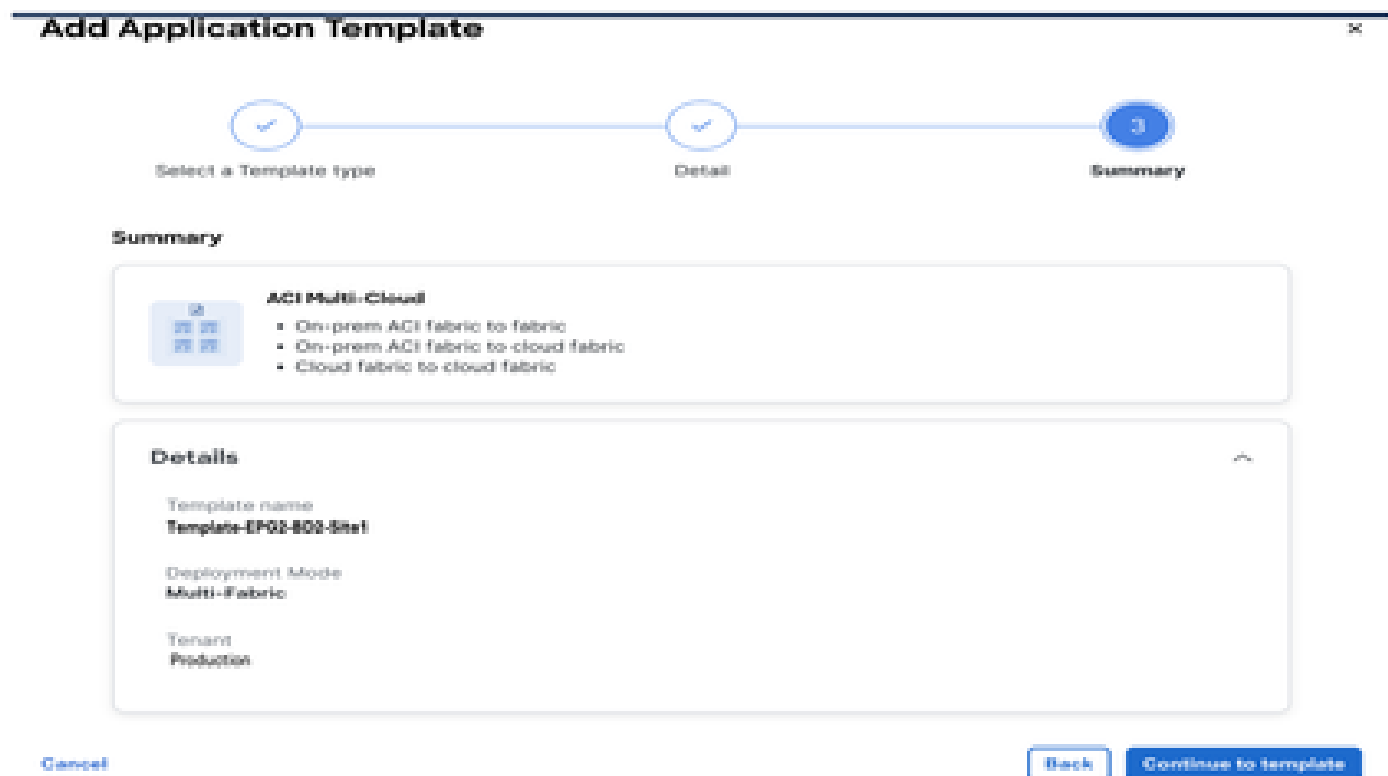 Add Application Template
×
3
Select a Template type
Detail
Summary
Summary
ACI Multi-Cloud
• On-prem ACI fabric to fabric
• On-prem ACI fabric to cloud fabric
• Cloud fabric to cloud fabric
Details
Template name
Template-EPG2-BD2-Site1
Deployment Mode
Multi-Fabric
Tenant
Production
Cancel
Back
Continue to template